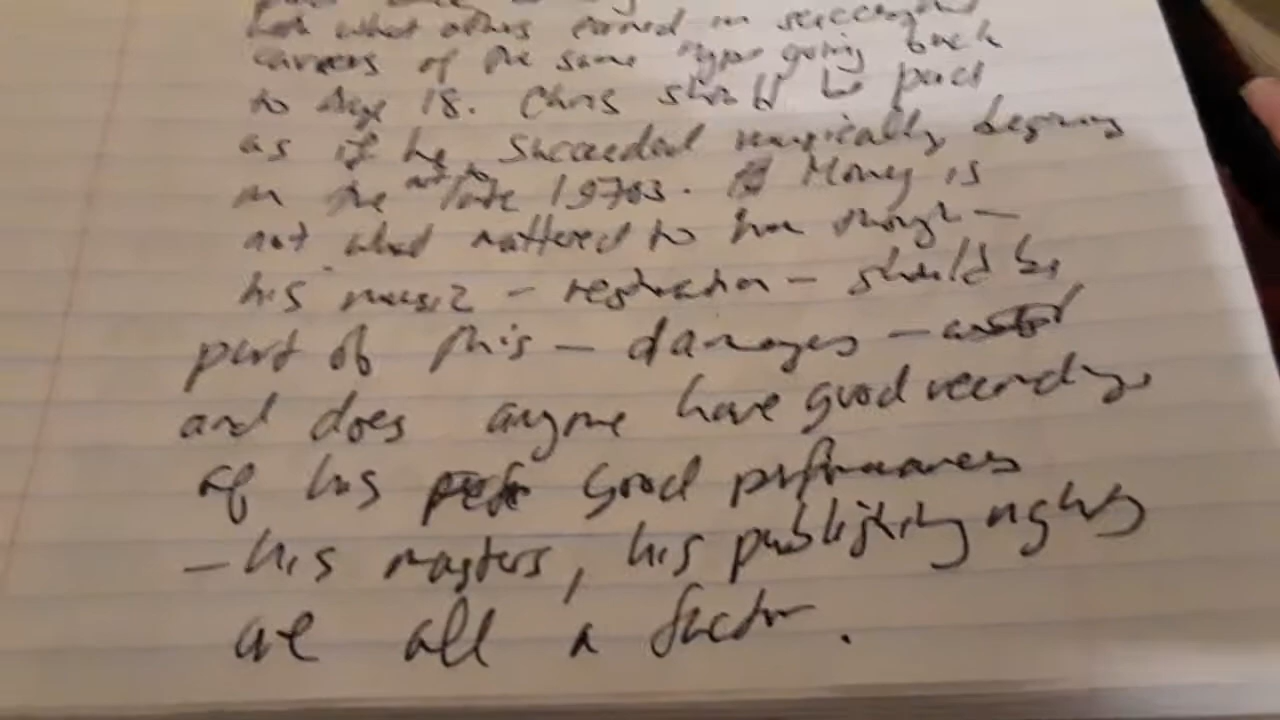 what others earned in successful
careers of the same type going back
to Age 18. Chris should be paid
as if he succeeded magically beginning
in the late 1970s. Money is
not what mattered to him though —
his music – restoration – should be
part of this – damages –
and does anyone have good recordings
of his good performances
– his masters, his publishing rights
are all a factor.